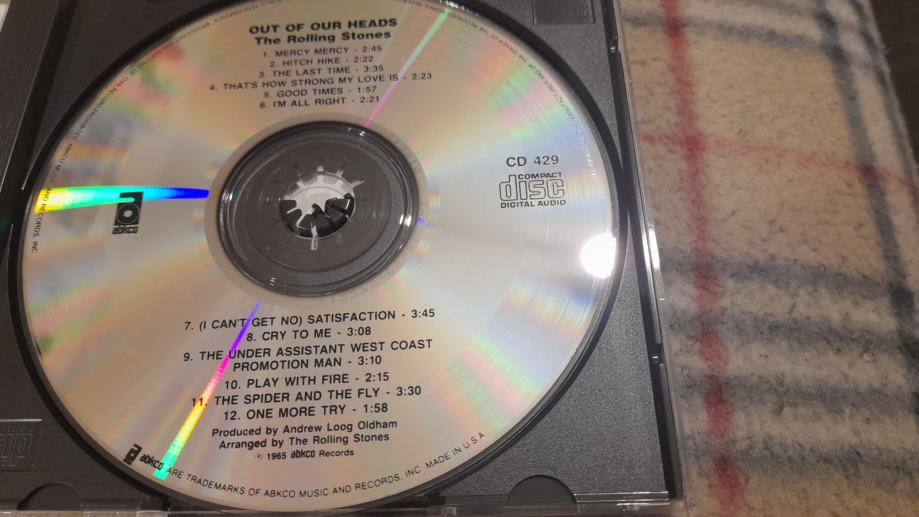 OUT OF OUR HEADS
The Rolling Stones
1. MERCY MERCY - 2:45
2. HITCH HIKE - 2:22
3. THE LAST TIME - 3:35
4. THAT'S HOW STRONG MY LOVE IS - 2:23
5. GOOD TIMES - 1:57
6. I'M ALL RIGHT - 2:21
CD 429
COMPACT
disc
DIGITAL AUDIO
abkco
7. (I CAN'T GET NO) SATISFACTION - 3:45
8. CRY TO ME - 3:08
9. THE UNDER ASSISTANT WEST COAST
PROMOTION MAN - 3:10
10. PLAY WITH FIRE - 2:15
11. THE SPIDER AND THE FLY - 3:30
12. ONE MORE TRY - 1:58
Produced by Andrew Loog Oldham
Arranged by The Rolling Stones
℗ 1965 abkco Records
abkco ARE TRADEMARKS OF ABKCO MUSIC AND RECORDS, INC. MADE IN U.S.A